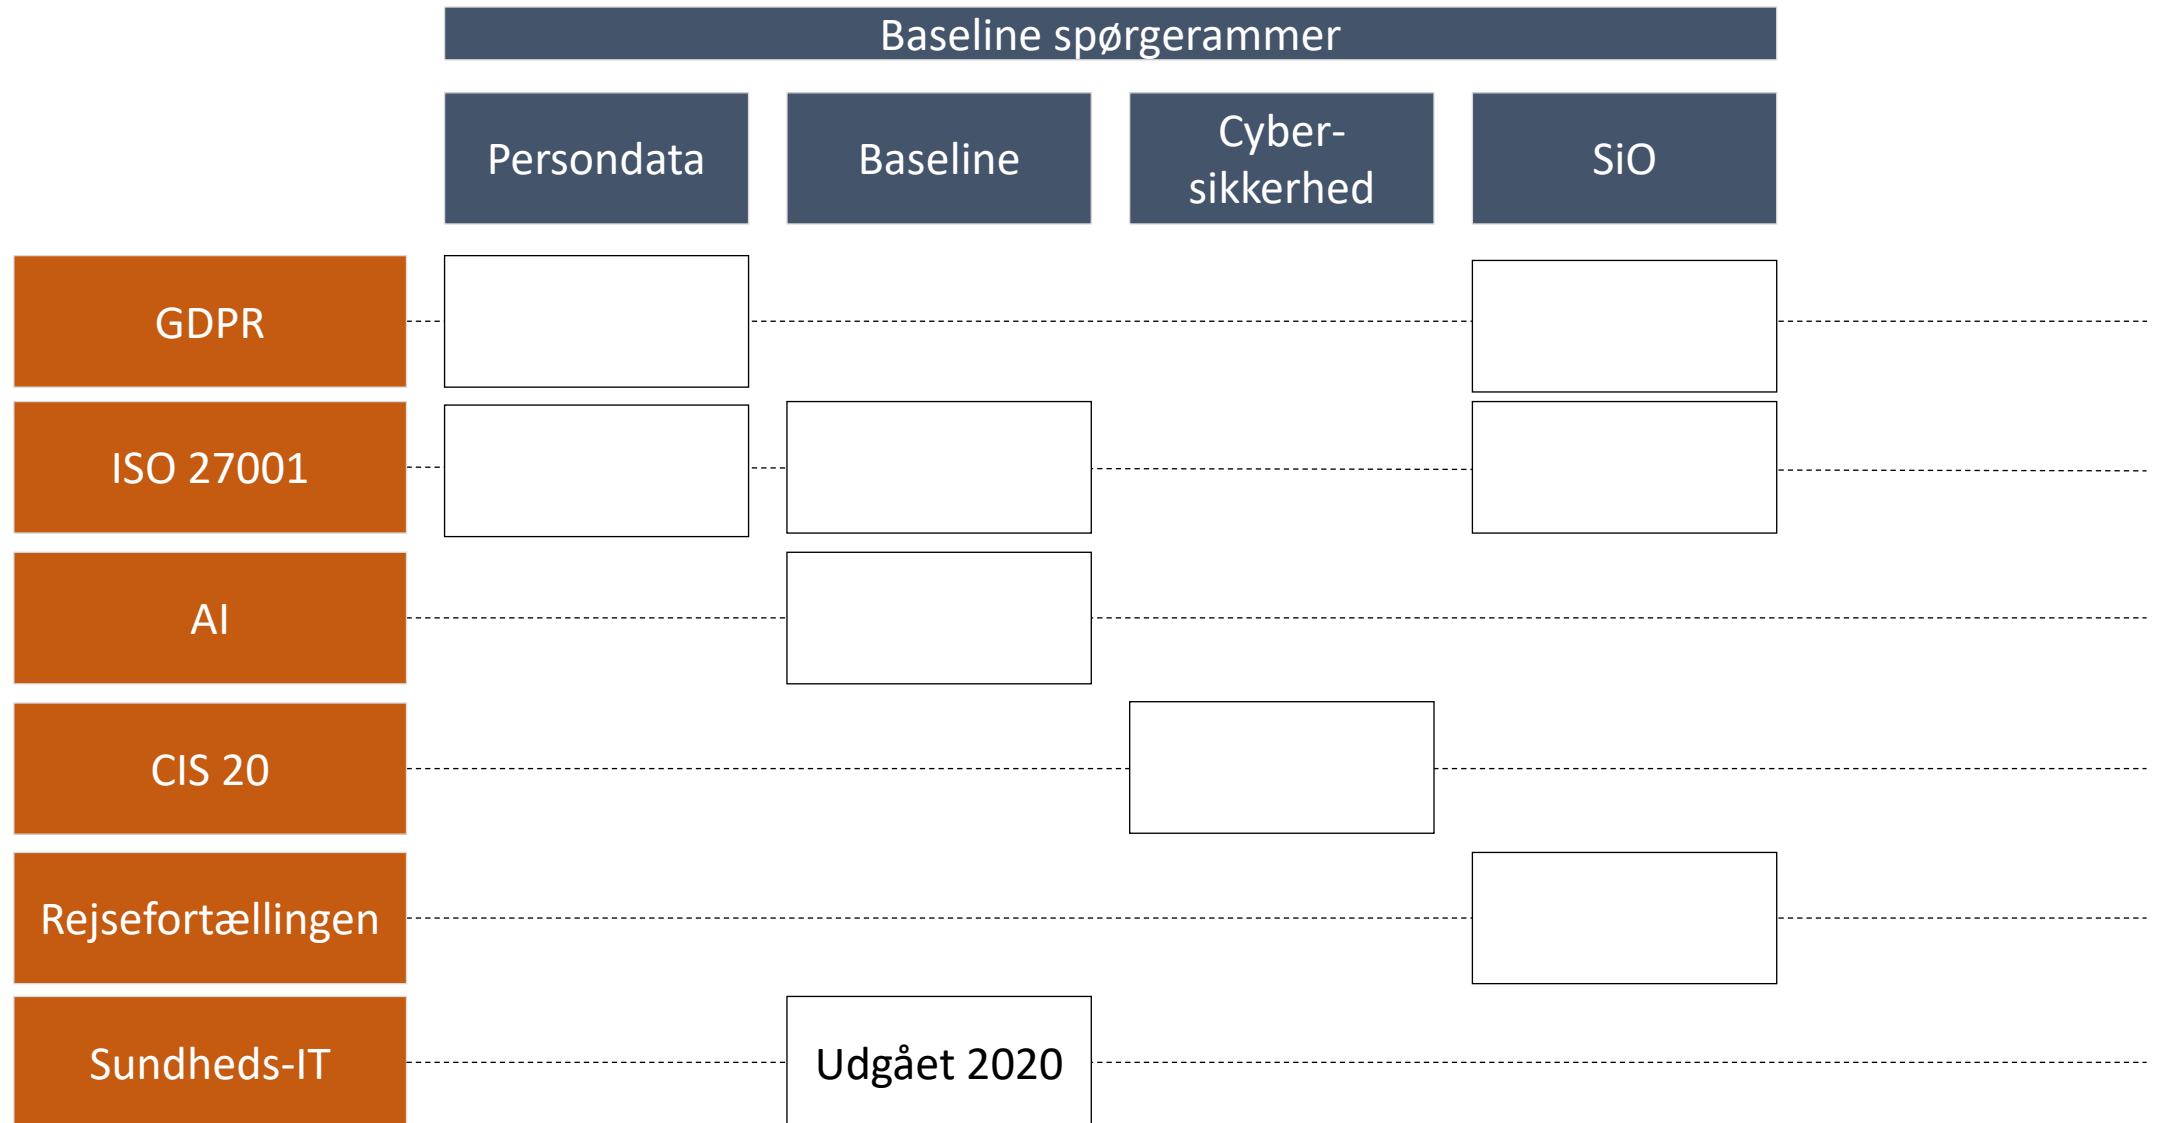 Baseline spørgerammer
Persondata
Baseline
Cyber-
sikkerhed
SiO
GDPR
ISO 27001
AI
CIS 20
Rejsefortællingen
Sundheds-IT
Udgået 2020